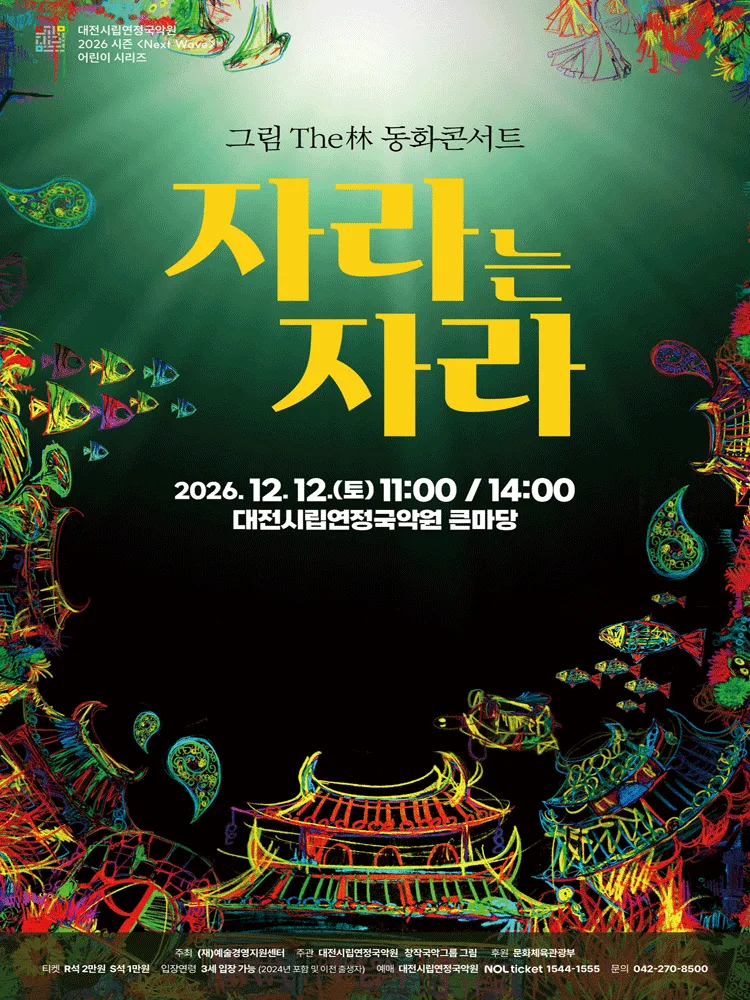 대전시립연정국악원
2026 시즌 <Next Wave>
어린이 시리즈
그림 The林 동화콘서트
자라는
자라
2026. 12. 12.(토) 11:00 / 14:00
대전시립연정국악원 큰마당
주최 (재)예술경영지원센터 주관 대전시립연정국악원 창작국악그룹 그림 후원 문화체육관광부
티켓 R석 2만원 S석 1만원 입장연령 3세 입장 가능 (2024년 포함 및 이전 출생자) 예매 대전시립연정국악원 NOL ticket 1544-1555 문의 042-270-8500